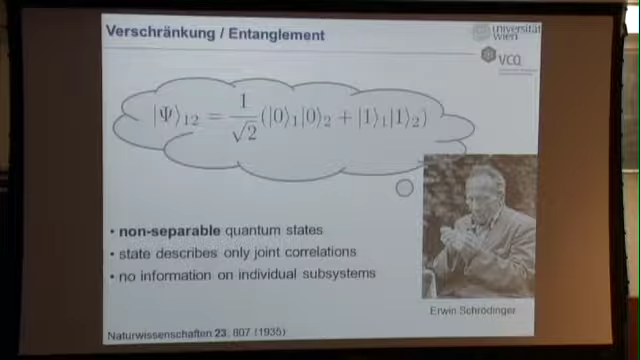 Verschränkung / Entanglement
universität
wien
VCQ
|Ψ⟩₁₂ = 1/√2 (|0⟩₁|0⟩₂ + |1⟩₁|1⟩₂)
• non-separable quantum states
• state describes only joint correlations
• no information on individual subsystems
Erwin Schrödinger
Naturwissenschaften 23: 807 (1935)